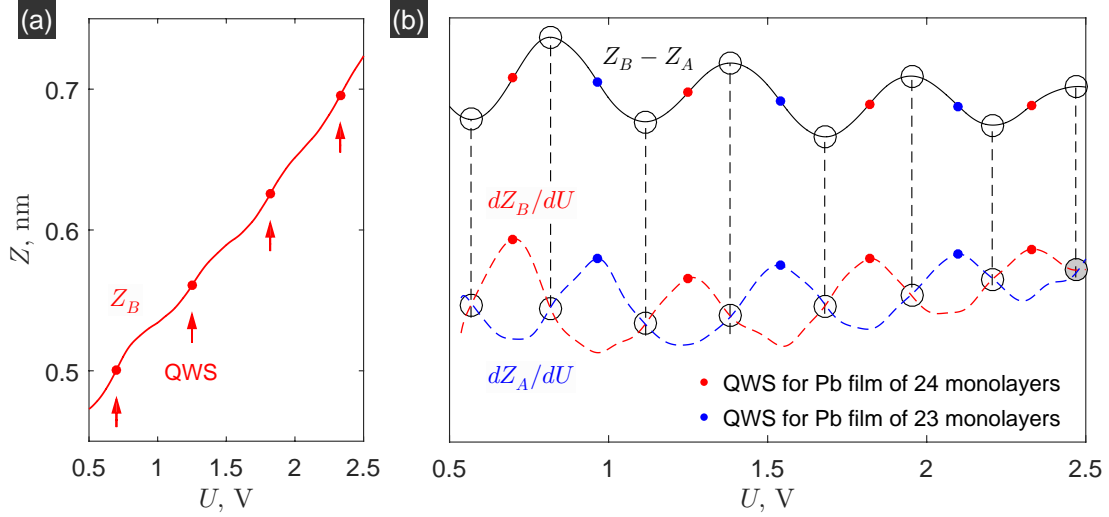 (a)
0.7
0.6
0.5
Z, nm
Z_B
QWS
0.5 1 1.5 2 2.5
U, V
(b)
Z_B − Z_A
dZ_B/dU
dZ_A/dU
QWS for Pb film of 24 monolayers
QWS for Pb film of 23 monolayers
0.5 1 1.5 2 2.5
U, V